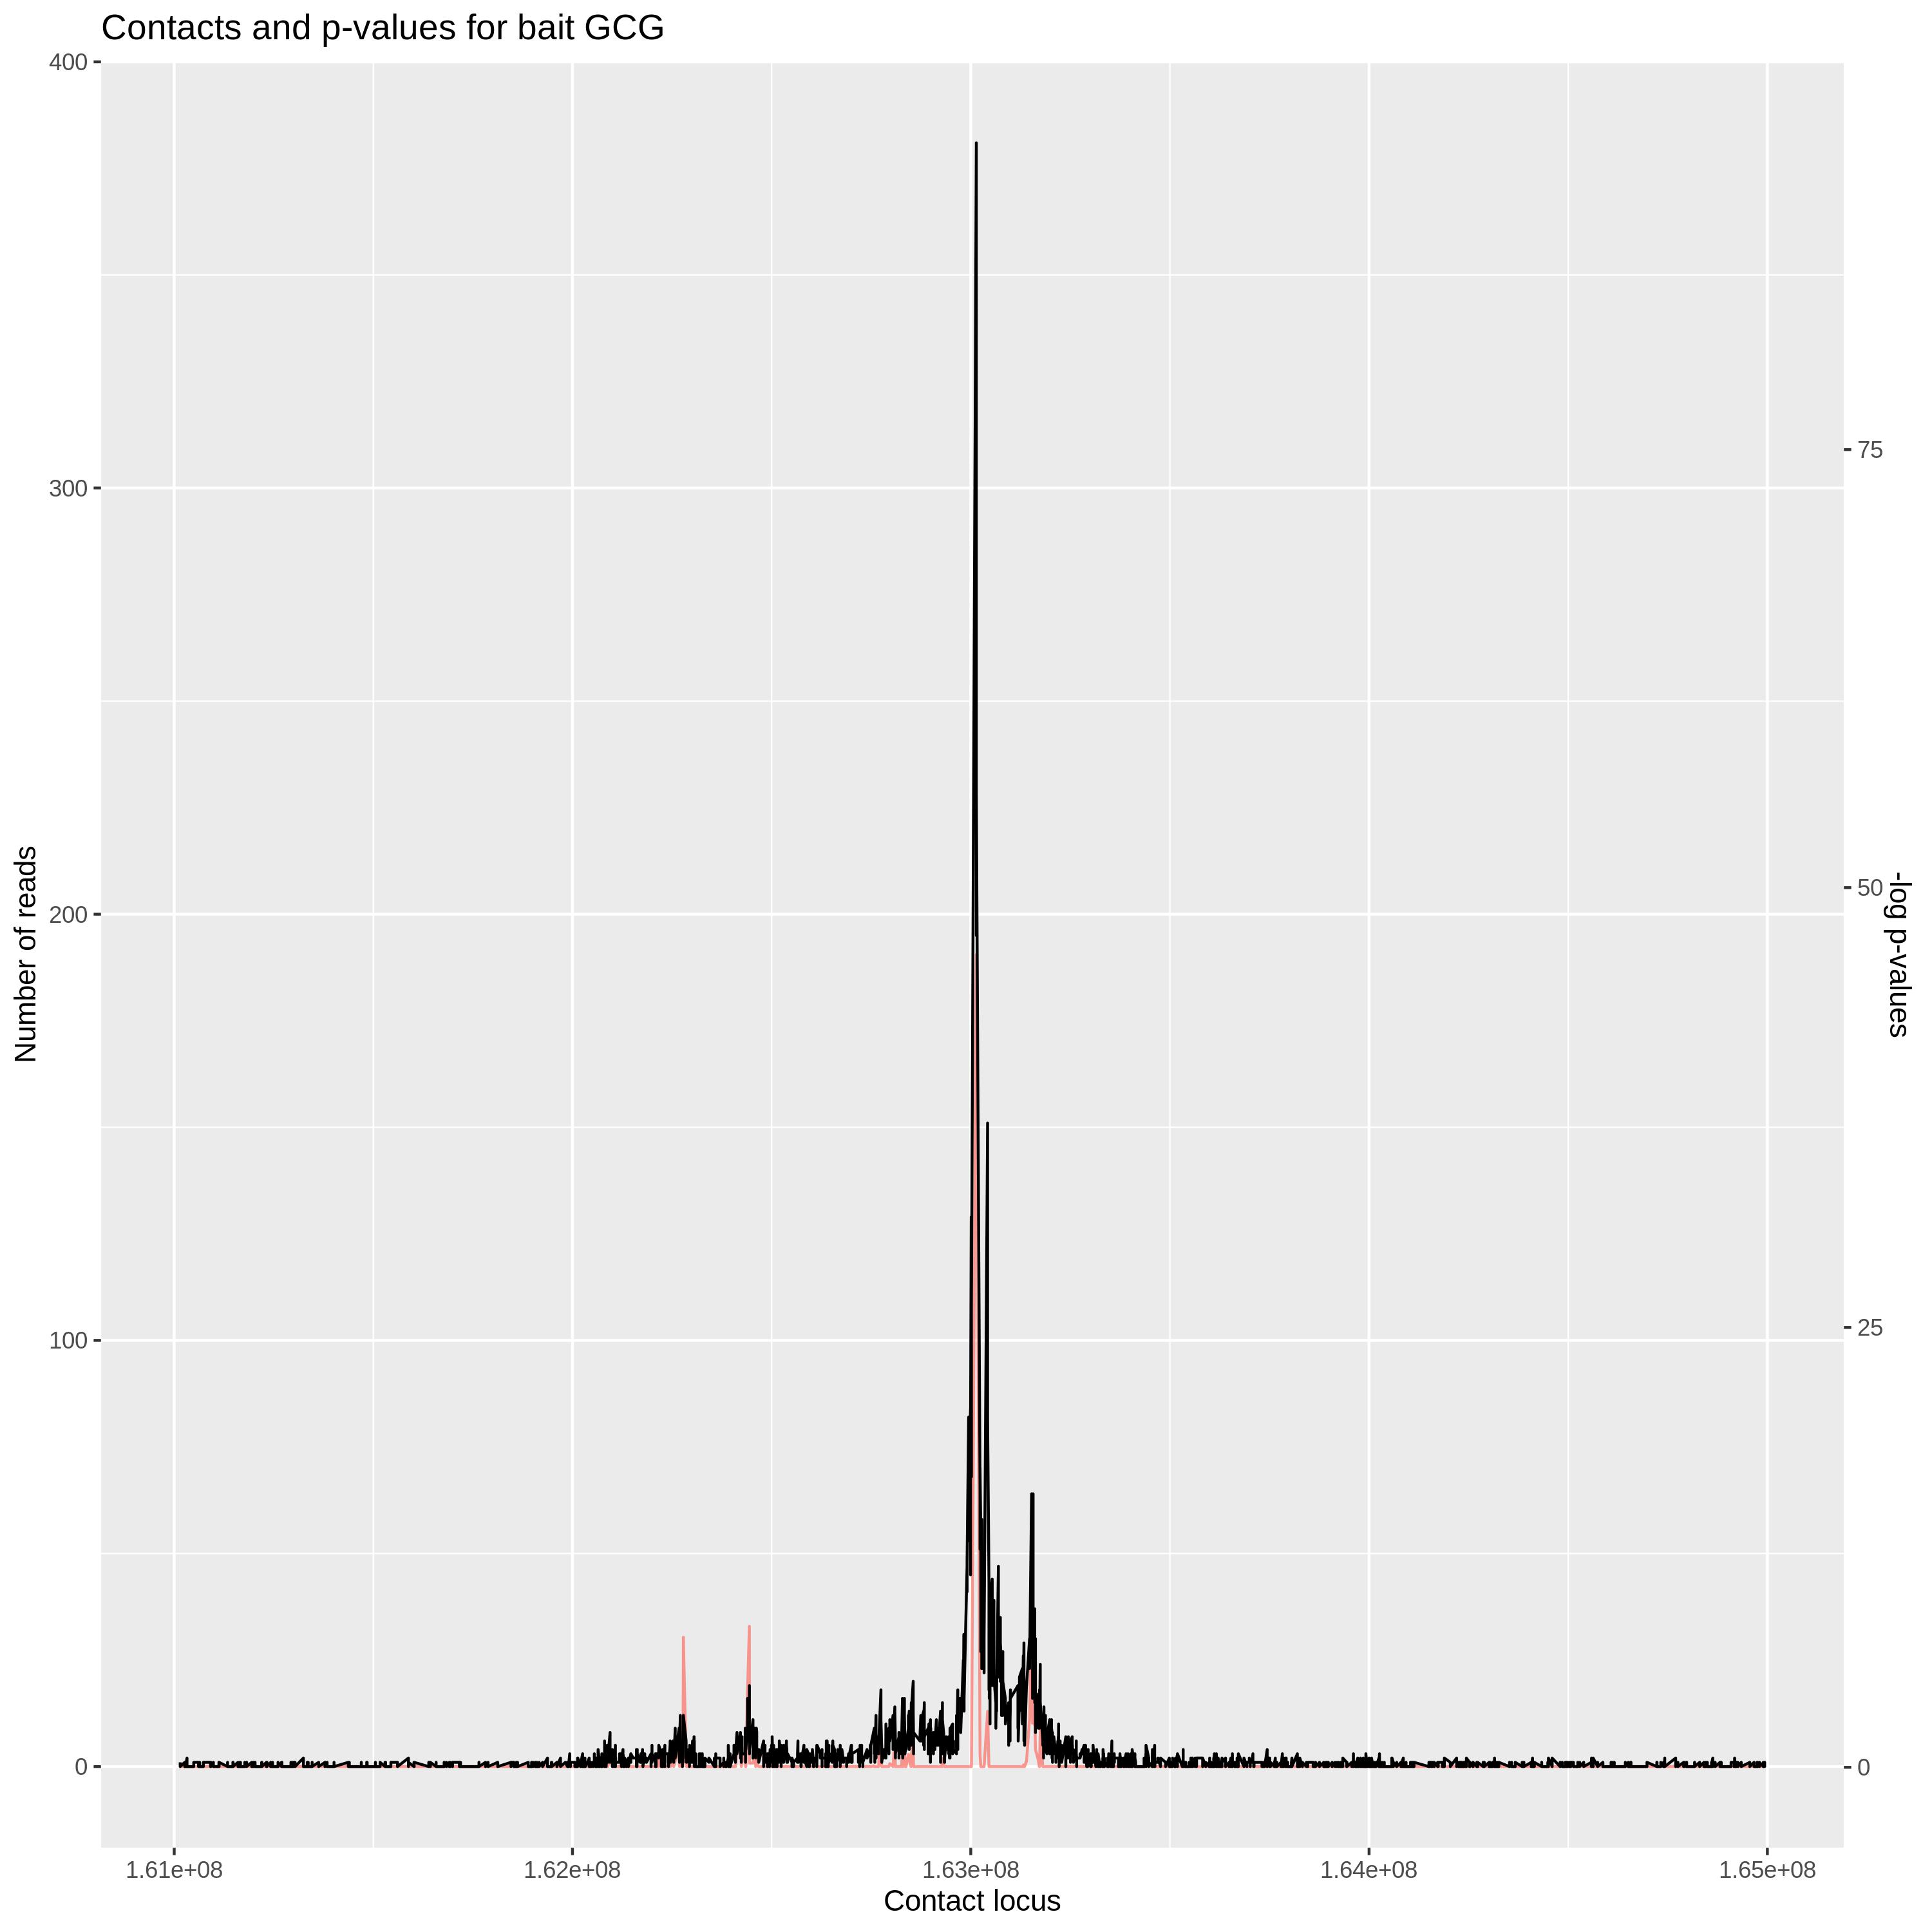 Contacts and p-values for bait GCG
400
300
200
100
0
Number of reads
75
50
25
0
-log p-values
1.61e+08
1.62e+08
1.63e+08
1.64e+08
1.65e+08
Contact locus